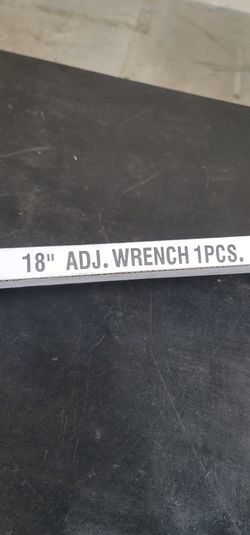 18" ADJ. WRENCH 1PCS.